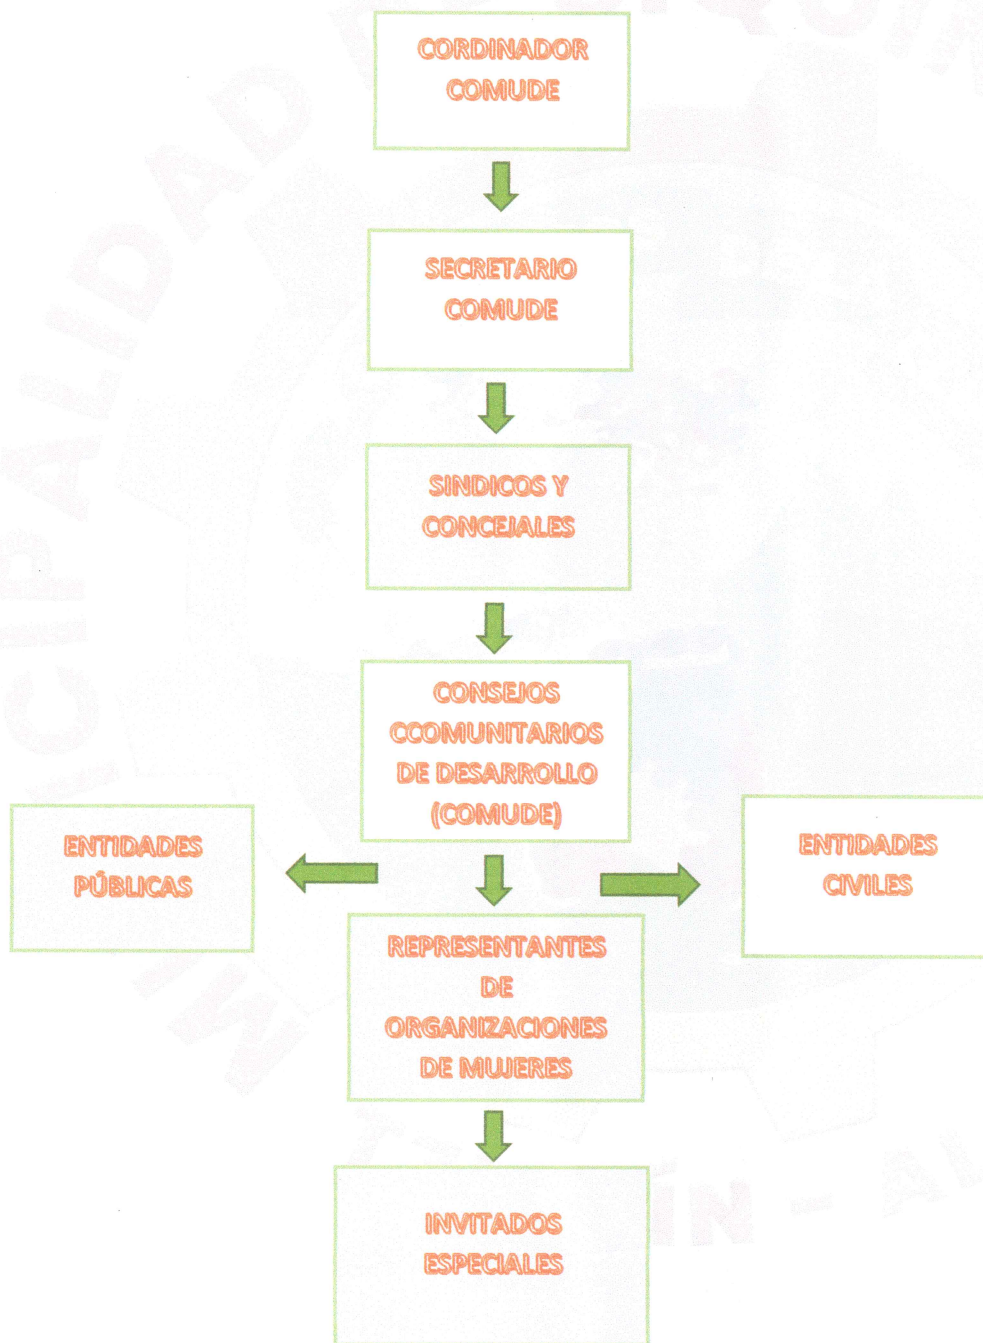 CORDINADOR
COMUDE
SECRETARIO
COMUDE
SINDICOS Y
CONCEJALES
CONSEJOS
CCOMUNITARIOS
DE DESARROLLO
(COMUDE)
ENTIDADES
PÚBLICAS
ENTIDADES
CIVILES
REPRESENTANTES
DE
ORGANIZACIONES
DE MUJERES
INVITADOS
ESPECIALES